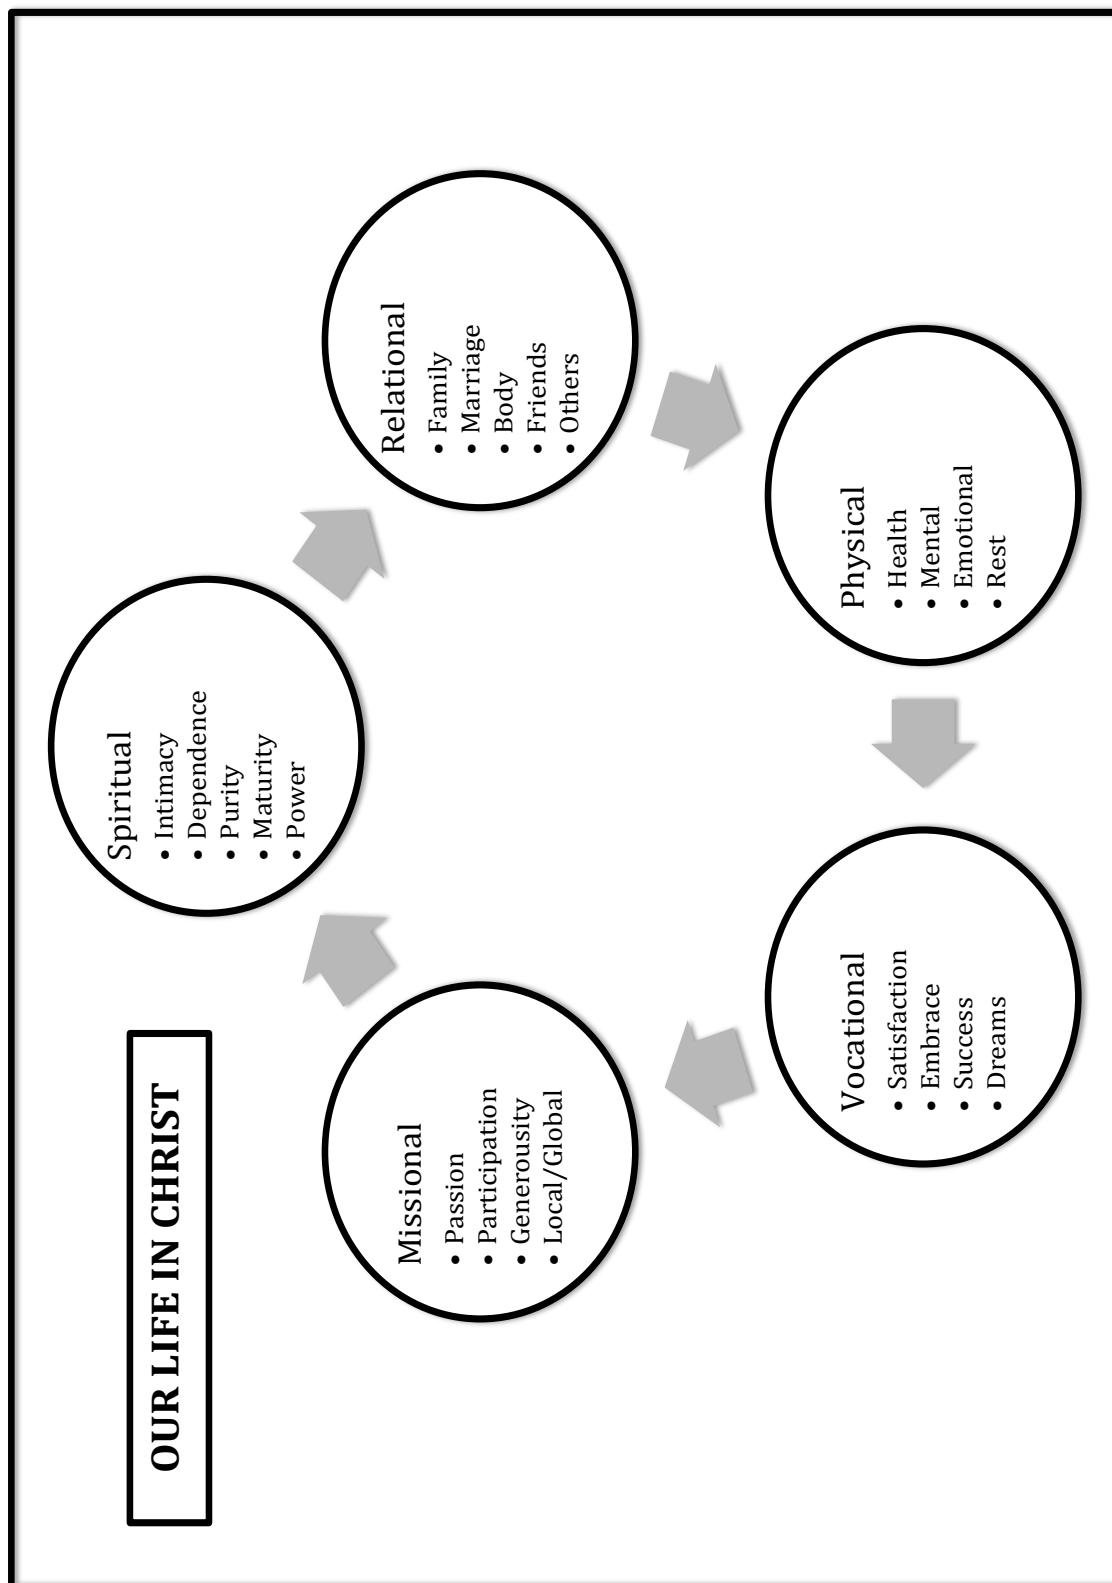 OUR LIFE IN CHRIST
Spiritual
• Intimacy
• Dependence
• Purity
• Maturity
• Power
Relational
• Family
• Marriage
• Body
• Friends
• Others
Physical
• Health
• Mental
• Emotional
• Rest
Vocational
• Satisfaction
• Embrace
• Success
• Dreams
Missional
• Passion
• Participation
• Generousity
• Local/Global